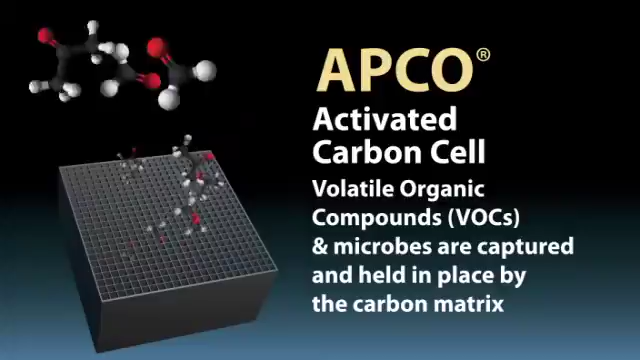 APCO®
Activated
Carbon Cell
Volatile Organic
Compounds (VOCs)
& microbes are captured
and held in place by
the carbon matrix